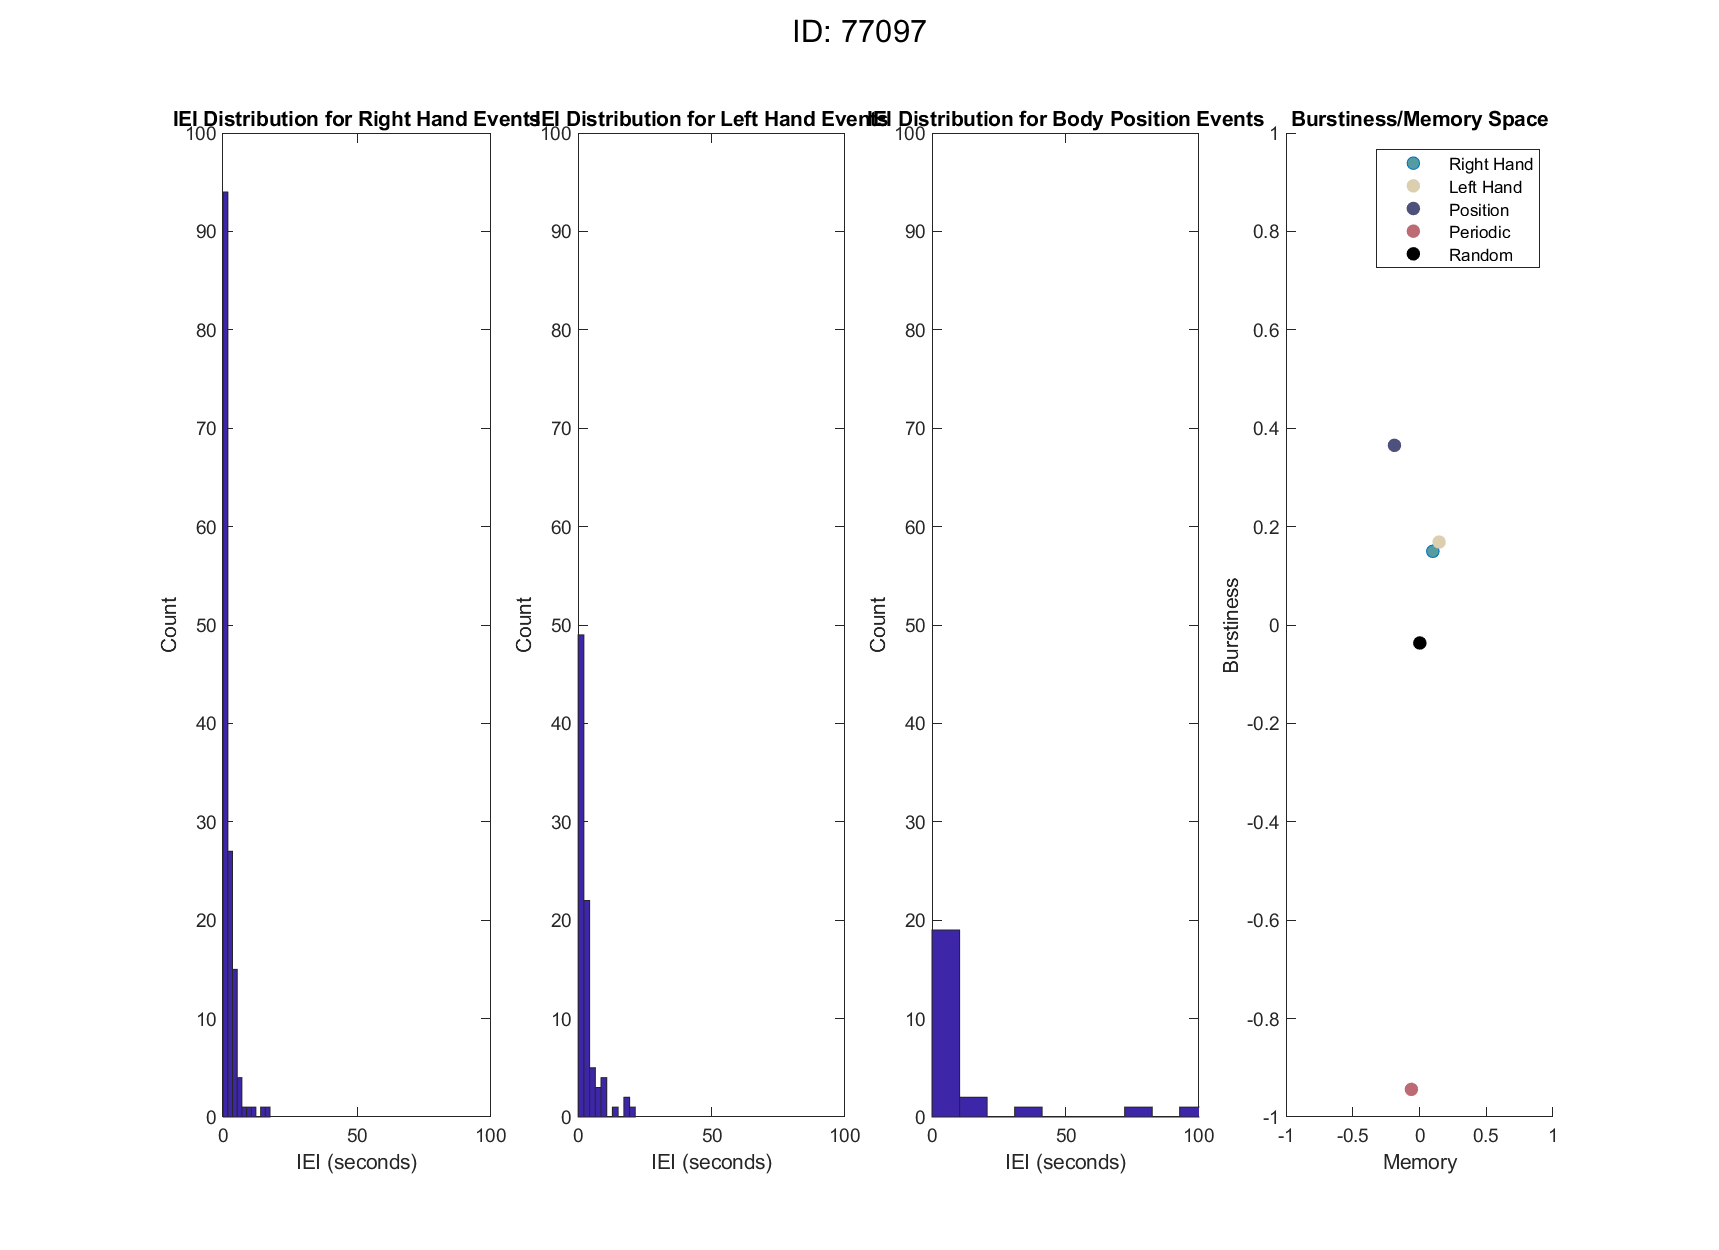 ID: 77097
IEI Distribution for Right Hand Events
100
90
80
70
60
50
40
30
20
10
0
Count
0 50 100
IEI (seconds)
IEI Distribution for Left Hand Events
100
90
80
70
60
50
40
30
20
10
0
Count
0 50 100
IEI (seconds)
IEI Distribution for Body Position Events
100
90
80
70
60
50
40
30
20
10
0
Count
0 50 100
IEI (seconds)
Burstiness/Memory Space
1
0.8
0.6
0.4
0.2
0
-0.2
-0.4
-0.6
-0.8
-1
Burstiness
-1 -0.5 0 0.5 1
Memory
Right Hand
Left Hand
Position
Periodic
Random